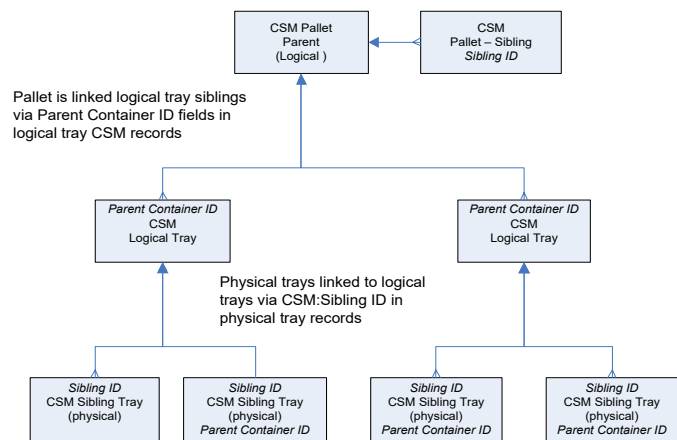 CSM Pallet
Parent
(Logical )
CSM
Pallet – Sibling
Sibling ID
Pallet is linked logical tray siblings
via Parent Container ID fields in
logical tray CSM records
Parent Container ID
CSM
Logical Tray
Parent Container ID
CSM
Logical Tray
Physical trays linked to logical
trays via CSM:Sibling ID in
physical tray records
Sibling ID
CSM Sibling Tray
(physical)
Sibling ID
CSM Sibling Tray
(physical)
Parent Container ID
Sibling ID
CSM Sibling Tray
(physical)
Parent Container ID
Sibling ID
CSM Sibling Tray
(physical)
Parent Container ID